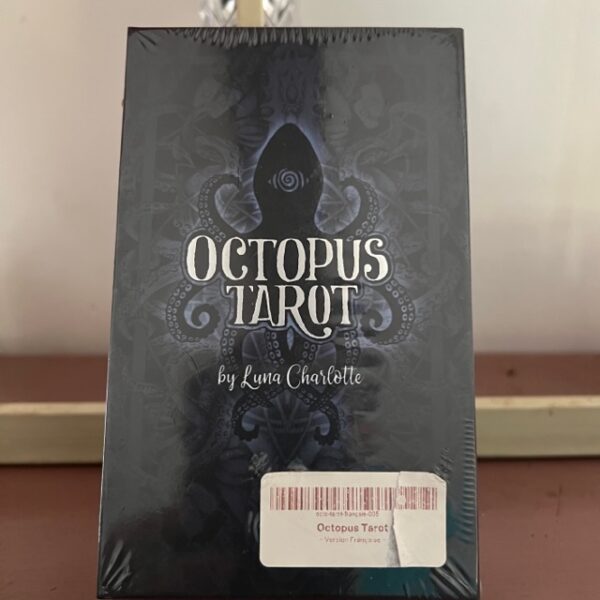 OCTOPUS
TAROT
by Luna Charlotte
Octopus Tarot
- Version Française -